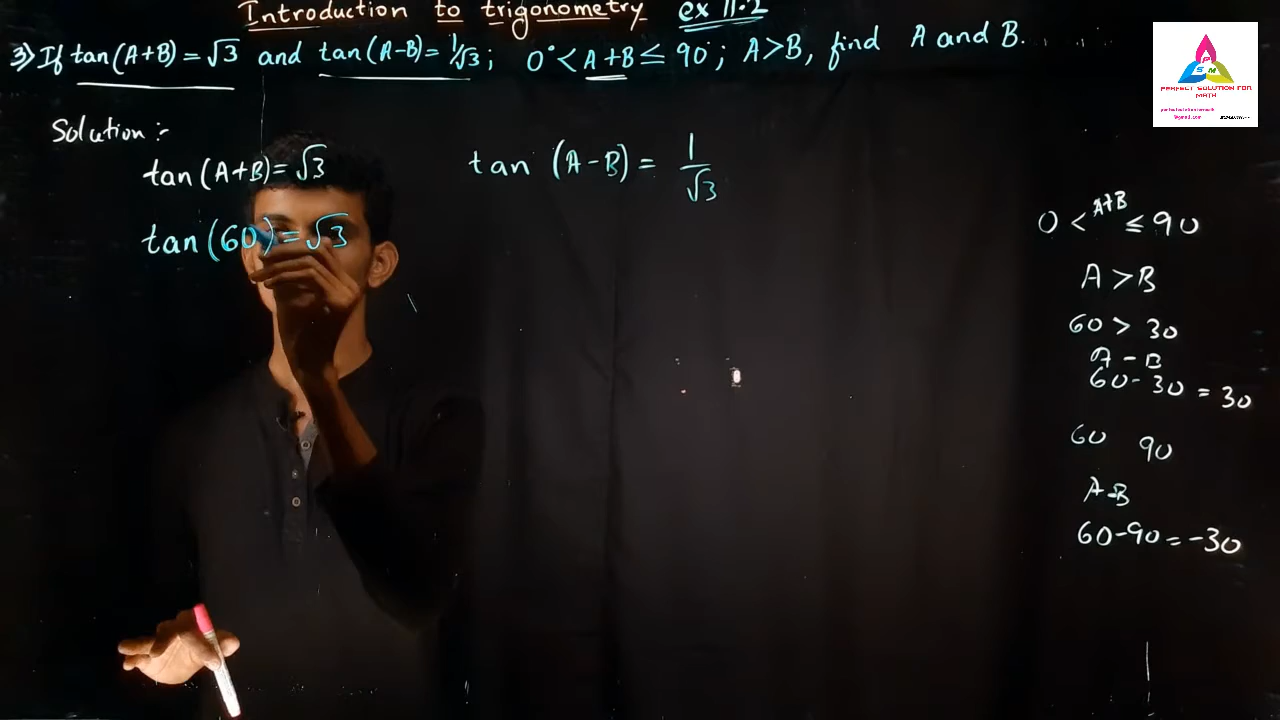 Introduction to trigonometry ex 11.2
3) If tan(A+B) = √3 and tan(A-B) = 1/√3; 0° < A+B ≤ 90°; A>B, find A and B.
Solution :-
tan(A+B) = √3
tan (A-B) = 1/√3
tan(60) = √3
0 < A+B ≤ 90
A > B
60 > 30
A - B
60 - 30 = 30
60 90
A-B
60-90 = -30
P
S M
PERFECT SOLUTION FOR
MATH